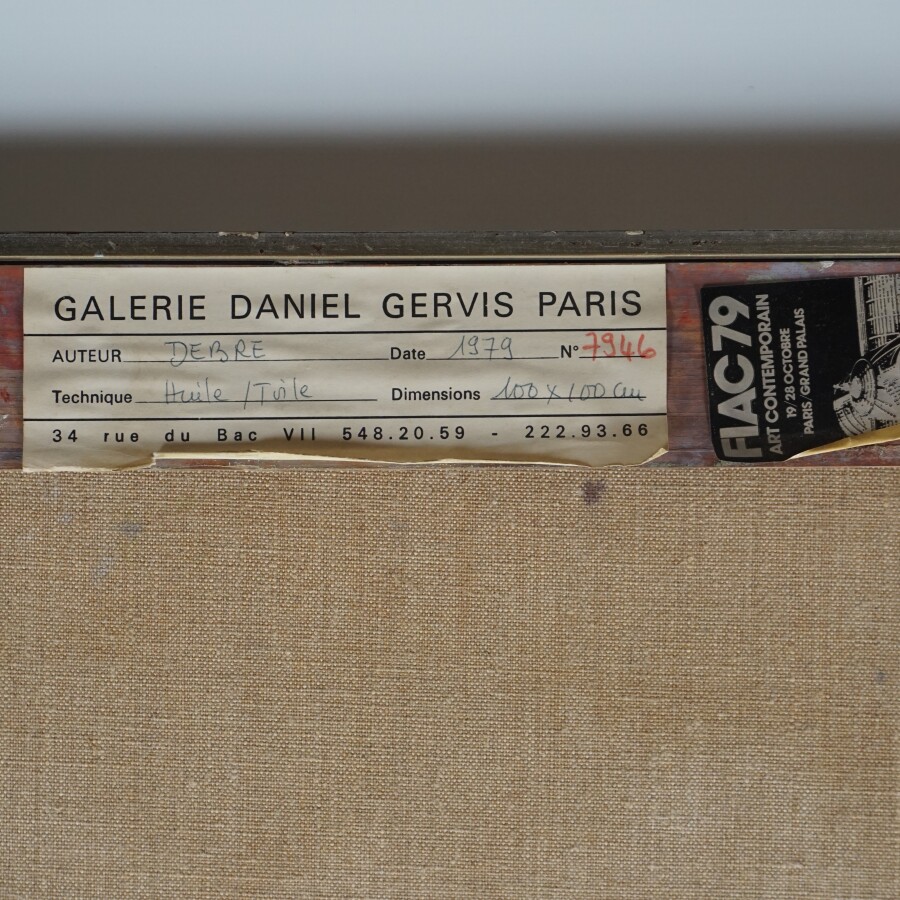 GALERIE DANIEL GERVIS PARIS
AUTEUR DEBRE Date 1979 N° 7946
Technique Huile / Toile Dimensions 100 x 100 cm
34 rue du Bac VII 548.20.59 - 222.93.66
FIAC 79
ART CONTEMPORAIN
19/28 OCTOBRE
PARIS/GRAND PALAIS